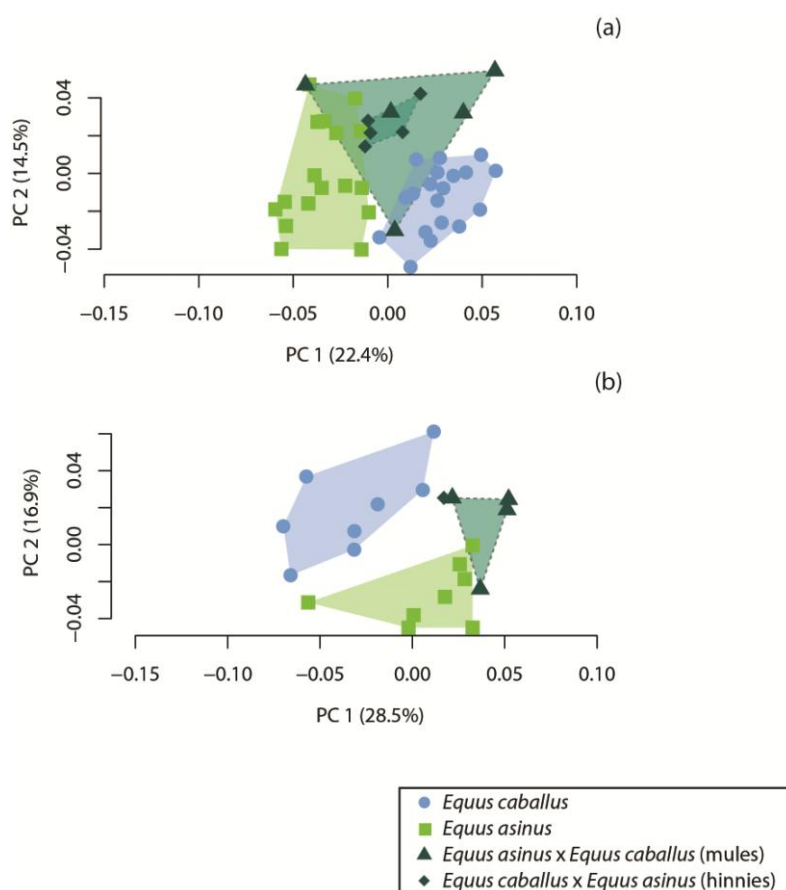 (a)
0.04
0.00
−0.04
PC 2 (14.5%)
−0.15 −0.10 −0.05 0.00 0.05 0.10
PC 1 (22.4%)
(b)
0.04
0.00
−0.04
PC 2 (16.9%)
−0.15 −0.10 −0.05 0.00 0.05 0.10
PC 1 (28.5%)
Equus caballus
Equus asinus
Equus asinus x Equus caballus (mules)
Equus caballus x Equus asinus (hinnies)